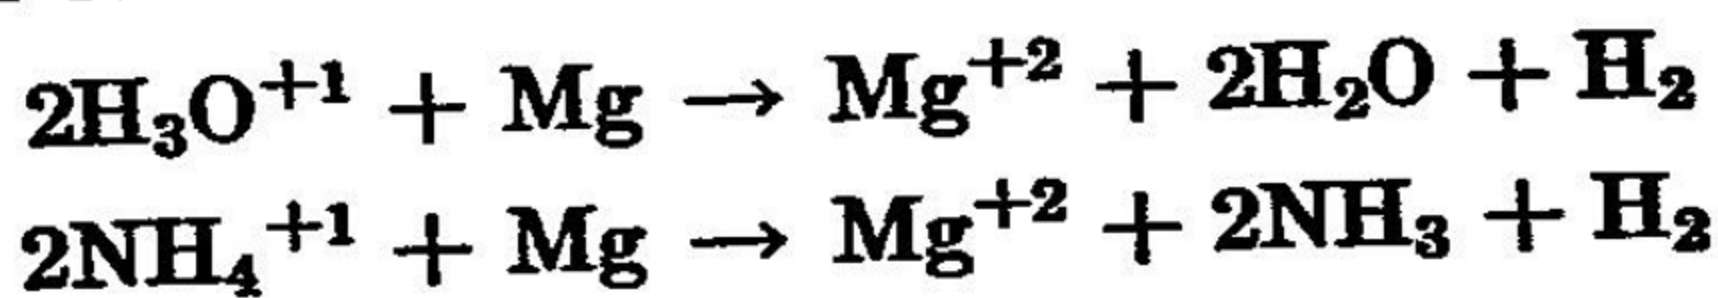 2H₃O⁺¹ + Mg → Mg⁺² + 2H₂O + H₂
2NH₄⁺¹ + Mg → Mg⁺² + 2NH₃ + H₂